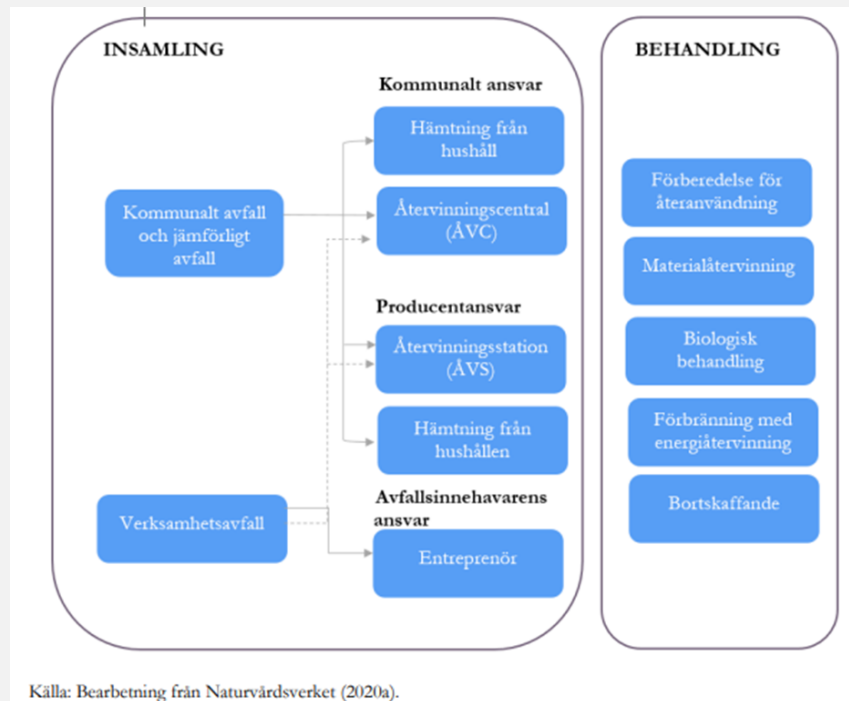 INSAMLING
Kommunalt avfall
och jämförligt
avfall
Verksamhetsavfall
Kommunalt ansvar
Hämtning från
hushåll
Återvinningscentral
(ÅVC)
Producentansvar
Återvinningsstation
(ÅVS)
Hämtning från
hushållen
Avfallsinnehavarens
ansvar
Entreprenör
BEHANDLING
Förberedelse för
återanvändning
Materialåtervinning
Biologisk
behandling
Förbränning med
energiåtervinning
Bortskaffande
Källa: Bearbetning från Naturvårdsverket (2020a).